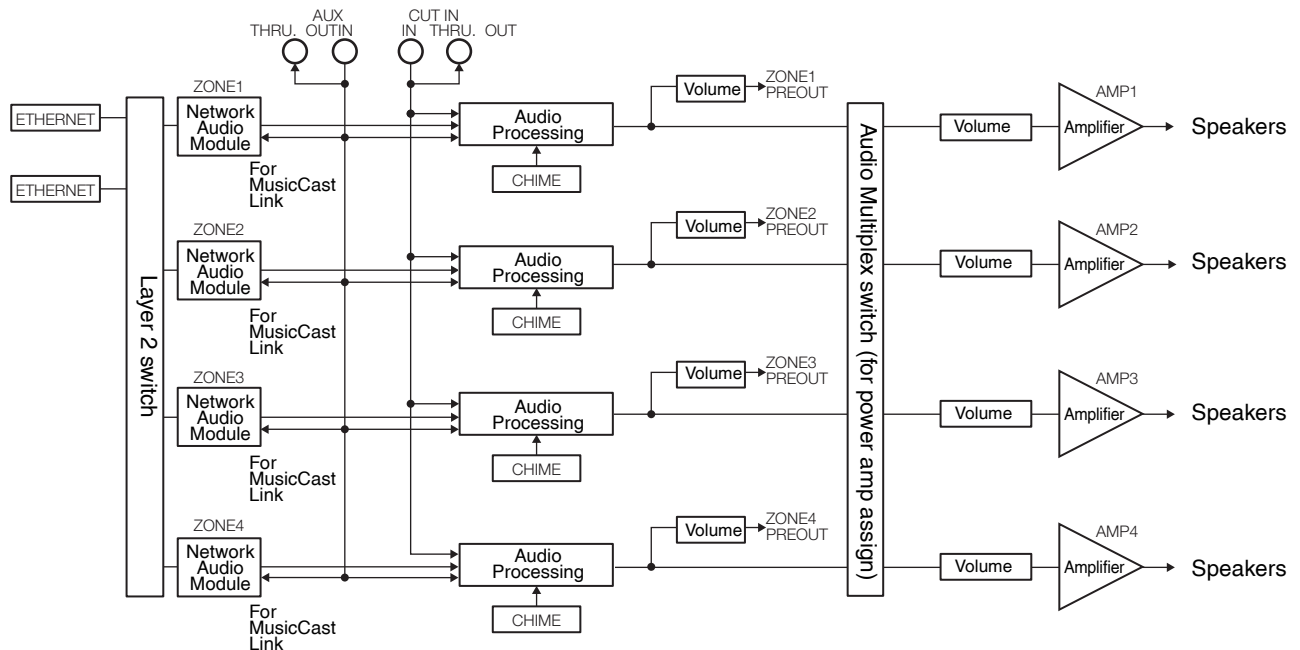 AUX
THRU. OUTIN
CUT IN
IN THRU. OUT
ETHERNET
ETHERNET
Layer 2 switch
ZONE1
Network
Audio
Module
For
MusicCast
Link
Audio
Processing
CHIME
Volume
ZONE1
PREOUT
Audio Multiplex switch (for power amp assign)
Volume
AMP1
Amplifier
Speakers
ZONE2
Network
Audio
Module
For
MusicCast
Link
Audio
Processing
CHIME
Volume
ZONE2
PREOUT
Volume
AMP2
Amplifier
Speakers
ZONE3
Network
Audio
Module
For
MusicCast
Link
Audio
Processing
CHIME
Volume
ZONE3
PREOUT
Volume
AMP3
Amplifier
Speakers
ZONE4
Network
Audio
Module
For
MusicCast
Link
Audio
Processing
CHIME
Volume
ZONE4
PREOUT
Volume
AMP4
Amplifier
Speakers